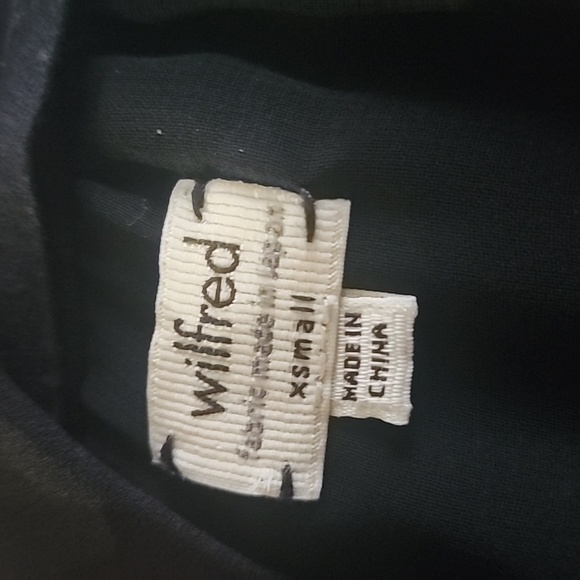 wilfred
fabric made in japan
xsmall
MADE IN
CHINA